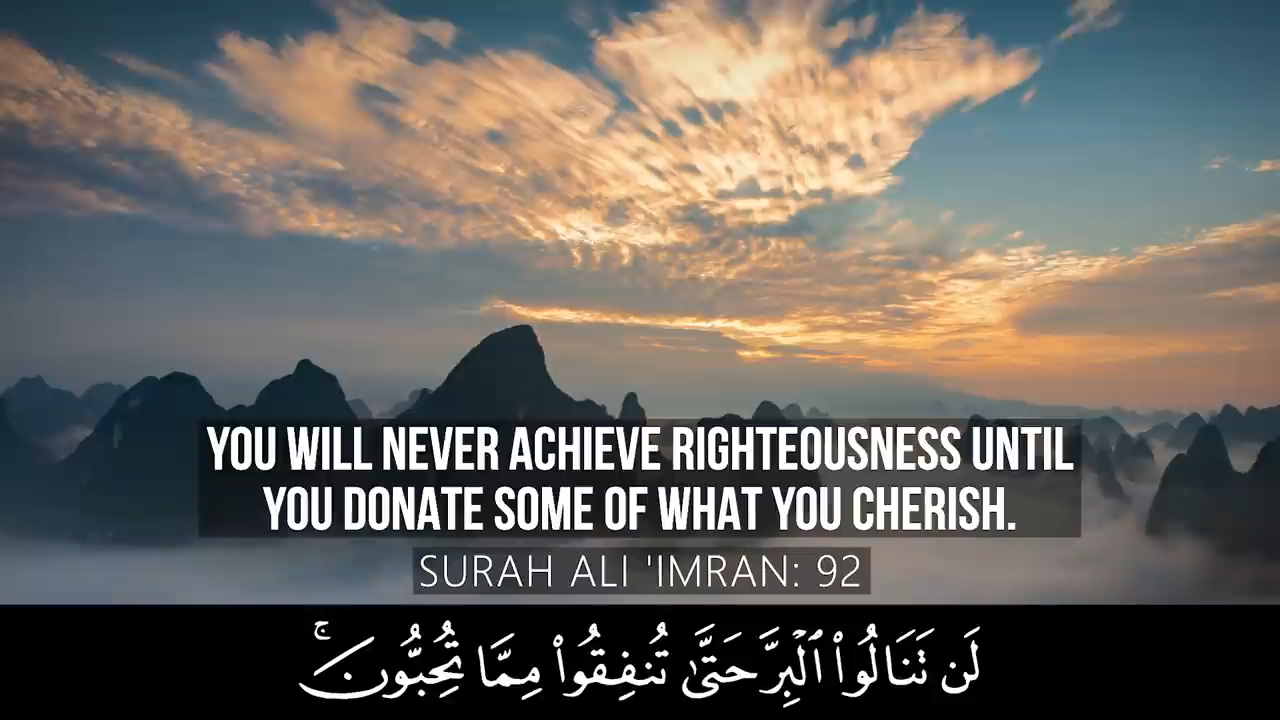 YOU WILL NEVER ACHIEVE RIGHTEOUSNESS UNTIL
YOU DONATE SOME OF WHAT YOU CHERISH.
SURAH ALI 'IMRAN: 92
لَن تَنَالُوا۟ ٱلْبِرَّ حَتَّىٰ تُنفِقُوا۟ مِمَّا تُحِبُّونَ ۚ